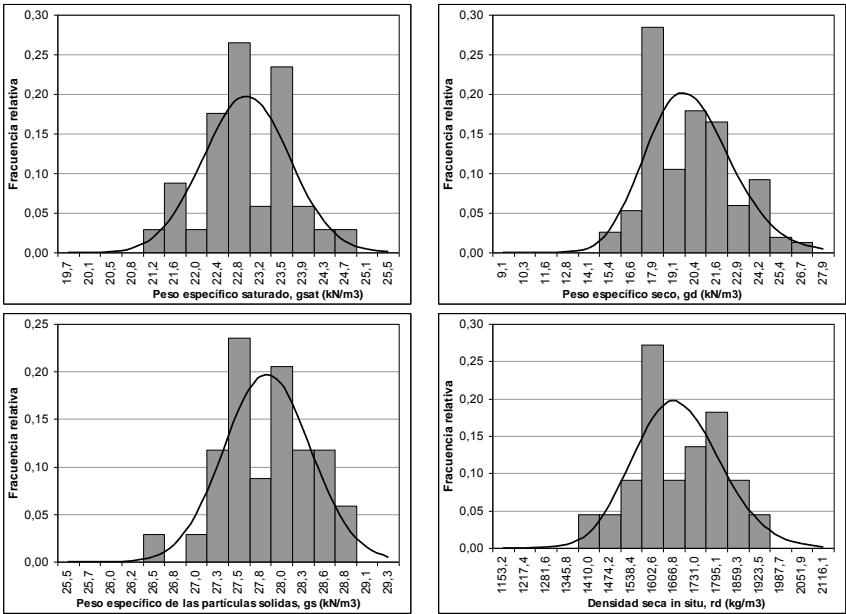 0,30
0,25
0,20
0,15
0,10
0,05
0,00
Fracuencia relativa
19,7 20,1 20,5 20,8 21,2 21,6 22,0 22,4 22,8 23,2 23,5 23,9 24,3 24,7 25,1 25,5
Peso específico saturado, gsat (kN/m3)
0,30
0,25
0,20
0,15
0,10
0,05
0,00
Fracuencia relativa
9,1 10,3 11,6 12,8 14,1 15,4 16,6 17,9 19,1 20,4 21,6 22,9 24,2 25,4 26,7 27,9
Peso específico seco, gd (kN/m3)
0,25
0,20
0,15
0,10
0,05
0,00
Fracuencia relativa
25,5 25,7 26,0 26,2 26,5 26,8 27,0 27,3 27,5 27,8 28,0 28,3 28,6 28,8 29,1 29,3
Peso específico de las partículas solidas, gs (kN/m3)
0,30
0,25
0,20
0,15
0,10
0,05
0,00
Fracuencia relativa
1153,2 1217,4 1281,6 1345,8 1410,0 1474,2 1538,4 1602,6 1666,8 1731,0 1795,1 1859,3 1923,5 1987,7 2051,9 2116,1
Densidad seca in situ, rd (kg/m3)